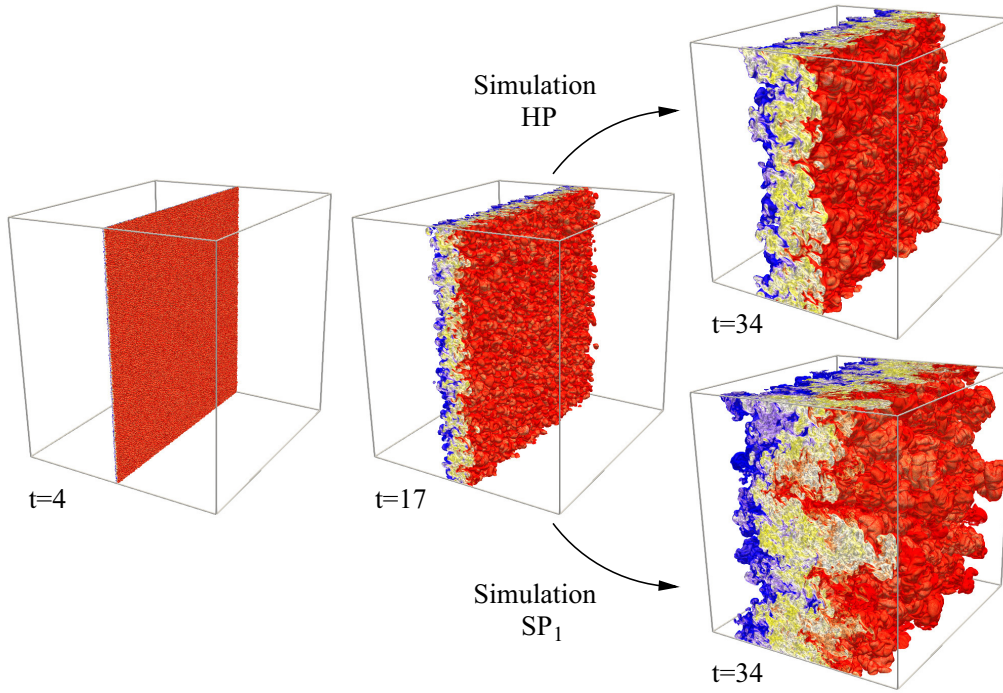 Simulation
HP
t=34
t=4
t=17
Simulation
SP₁
t=34